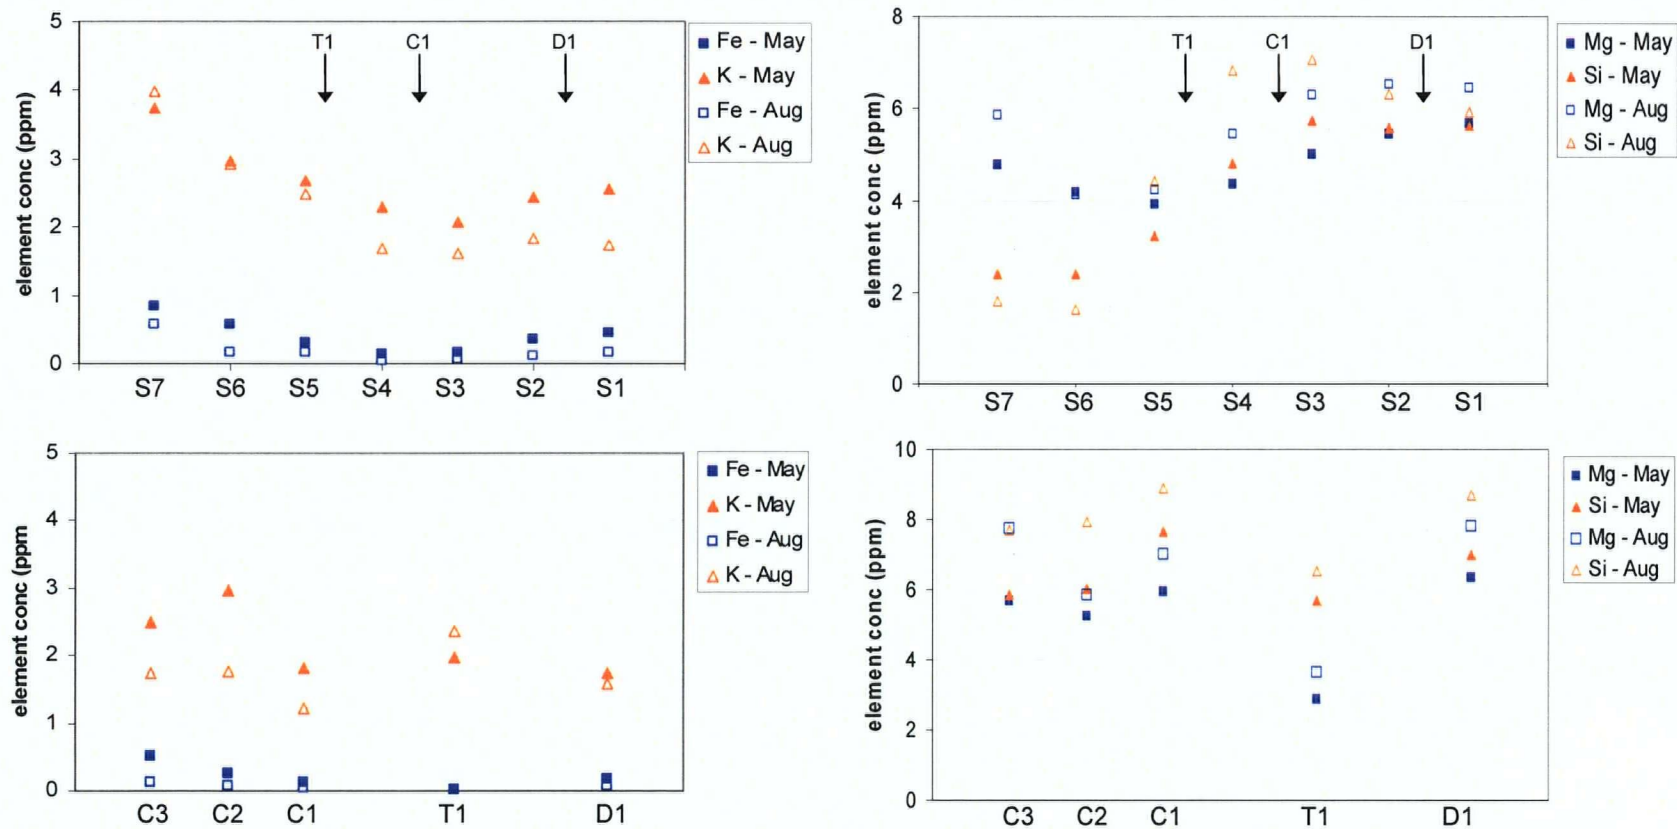 5
4
3
2
1
0
element conc (ppm)
T1 C1 D1
S7 S6 S5 S4 S3 S2 S1
Fe - May
K - May
Fe - Aug
K - Aug
8
6
4
2
0
element conc (ppm)
T1 C1 D1
S7 S6 S5 S4 S3 S2 S1
Mg - May
Si - May
Mg - Aug
Si - Aug
5
4
3
2
1
0
element conc (ppm
C3 C2 C1 T1 D1
Fe - May
K - May
Fe - Aug
K - Aug
10
8
6
4
2
0
element conc (ppm)
C3 C2 C1 T1 D1
Mg - May
Si - May
Mg - Aug
Si - Aug